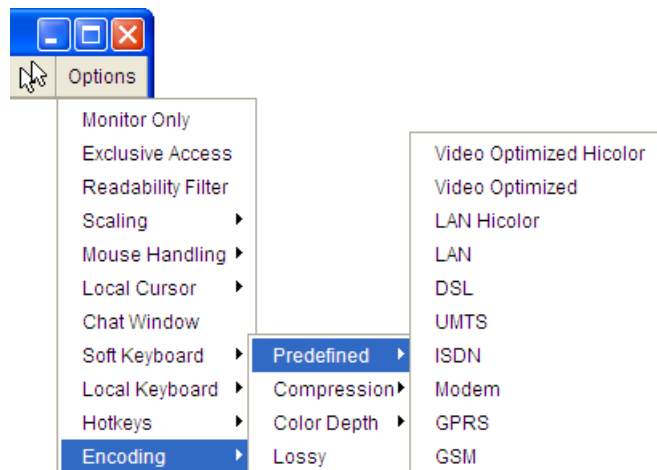 Options
Monitor Only
Exclusive Access
Readability Filter
Scaling
Mouse Handling
Local Cursor
Chat Window
Soft Keyboard
Local Keyboard
Hotkeys
Encoding
Predefined
Compression
Color Depth
Lossy
Video Optimized Hicolor
Video Optimized
LAN Hicolor
LAN
DSL
UMTS
ISDN
Modem
GPRS
GSM